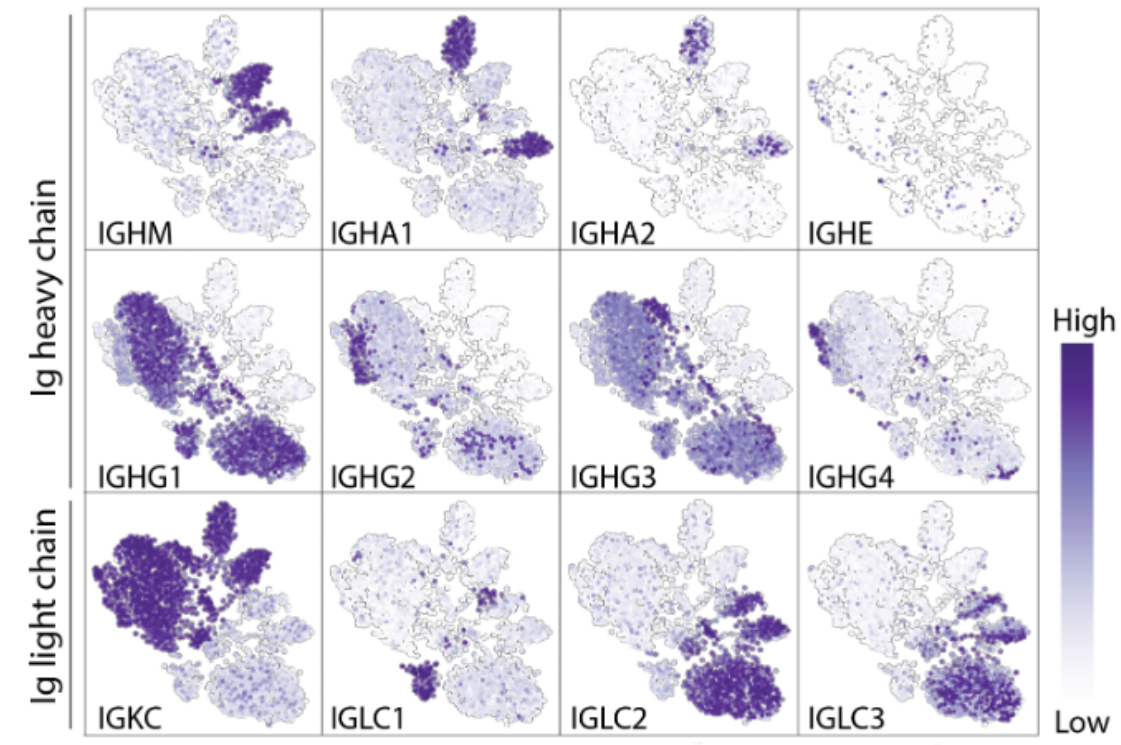 Ig heavy chain
IGHM
IGHA1
IGHA2
IGHE
IGHG1
IGHG2
IGHG3
IGHG4
Ig light chain
IGKC
IGLC1
IGLC2
IGLC3
High
Low